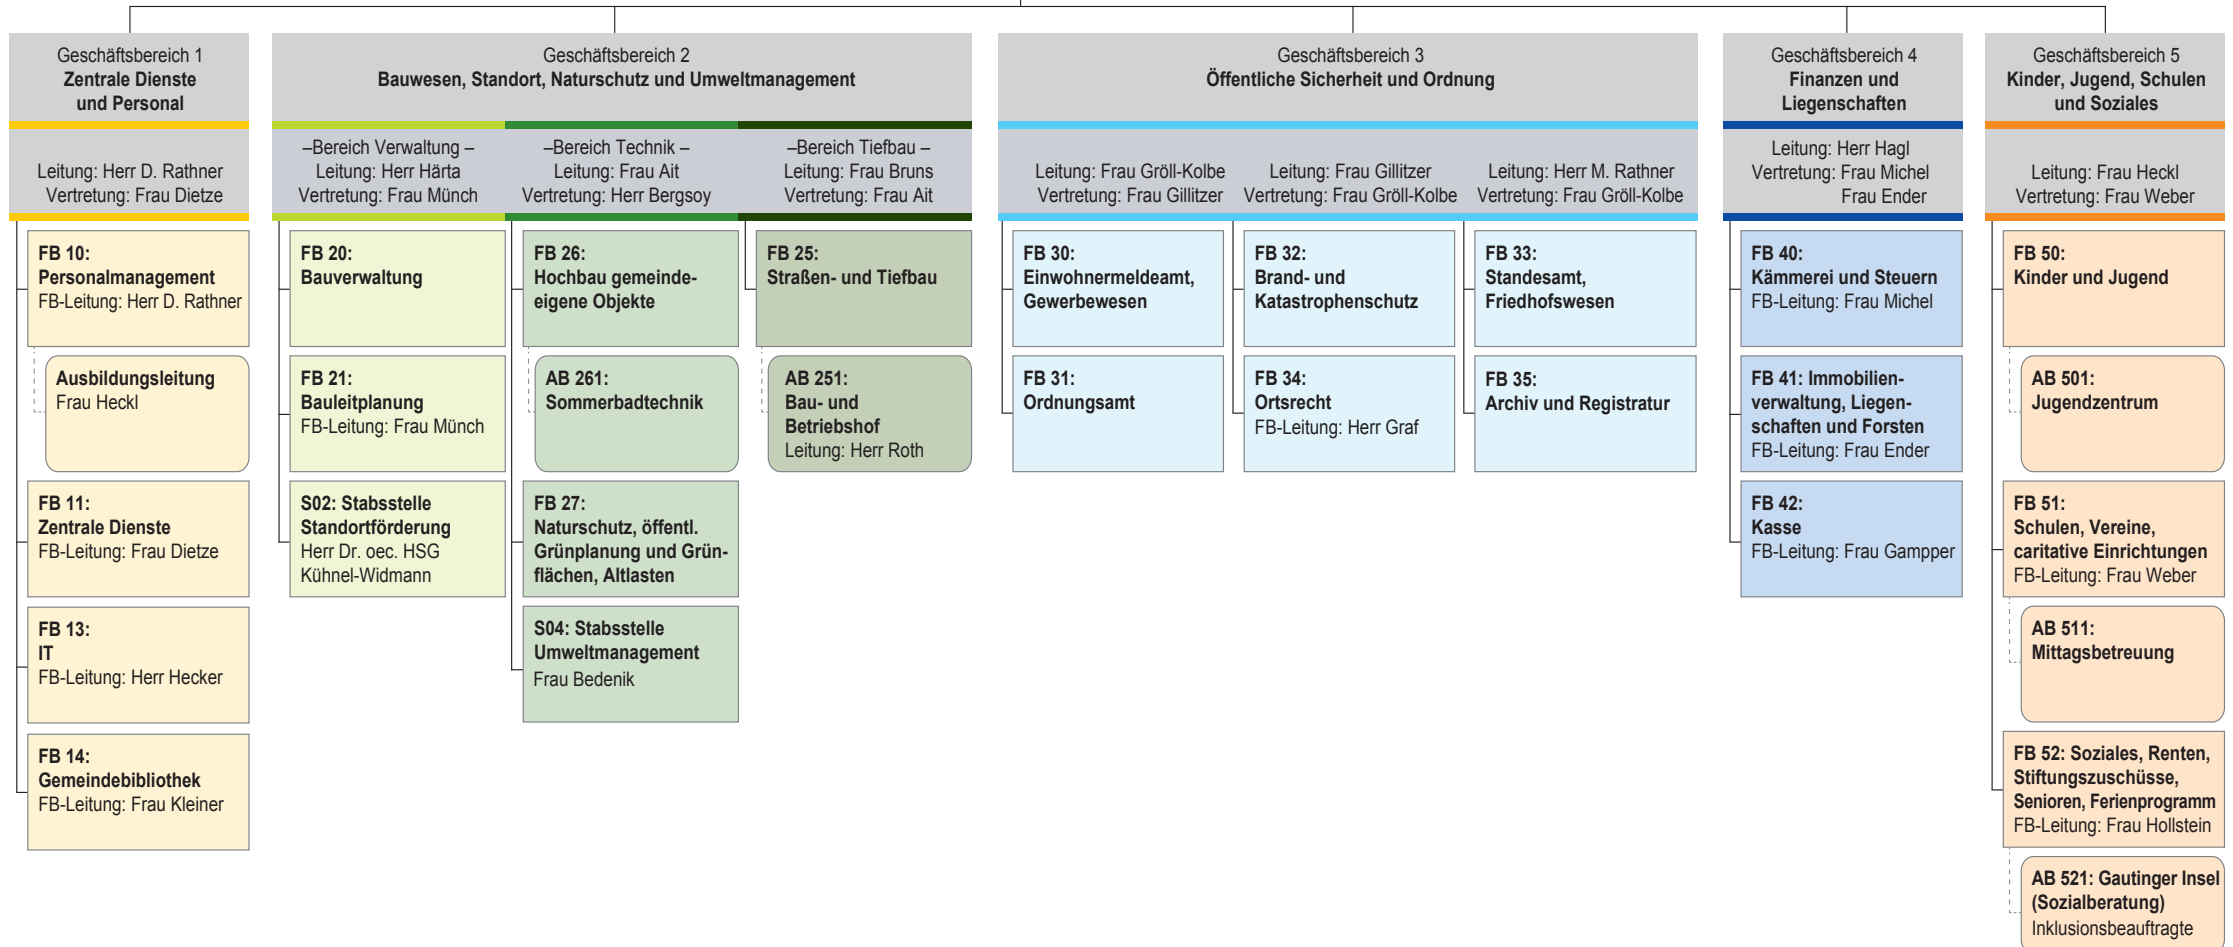 Geschäftsbereich 1
Zentrale Dienste
und Personal
Leitung: Herr D. Rathner
Vertretung: Frau Dietze
FB 10:
Personalmanagement
FB-Leitung: Herr D. Rathner
Ausbildungsleitung
Frau Heckl
FB 11:
Zentrale Dienste
FB-Leitung: Frau Dietze
FB 13:
IT
FB-Leitung: Herr Hecker
FB 14:
Gemeindebibliothek
FB-Leitung: Frau Kleiner
Geschäftsbereich 2
Bauwesen, Standort, Naturschutz und Umweltmanagement
–Bereich Verwaltung –
Leitung: Herr Härta
Vertretung: Frau Münch
FB 20:
Bauverwaltung
FB 21:
Bauleitplanung
FB-Leitung: Frau Münch
S02: Stabsstelle
Standortförderung
Herr Dr. oec. HSG
Kühnel-Widmann
–Bereich Technik –
Leitung: Frau Ait
Vertretung: Herr Bergsoy
FB 26:
Hochbau gemeinde-
eigene Objekte
AB 261:
Sommerbadtechnik
FB 27:
Naturschutz, öffentl.
Grünplanung und Grün-
flächen, Altlasten
S04: Stabsstelle
Umweltmanagement
Frau Bedenik
–Bereich Tiefbau –
Leitung: Frau Bruns
Vertretung: Frau Ait
FB 25:
Straßen- und Tiefbau
AB 251:
Bau- und
Betriebshof
Leitung: Herr Roth
Geschäftsbereich 3
Öffentliche Sicherheit und Ordnung
Leitung: Frau Gröll-Kolbe
Vertretung: Frau Gillitzer
FB 30:
Einwohnermeldeamt,
Gewerbewesen
FB 31:
Ordnungsamt
Leitung: Frau Gillitzer
Vertretung: Frau Gröll-Kolbe
FB 32:
Brand- und
Katastrophenschutz
FB 34:
Ortsrecht
FB-Leitung: Herr Graf
Leitung: Herr M. Rathner
Vertretung: Frau Gröll-Kolbe
FB 33:
Standesamt,
Friedhofswesen
FB 35:
Archiv und Registratur
Geschäftsbereich 4
Finanzen und
Liegenschaften
Leitung: Herr Hagl
Vertretung: Frau Michel
Frau Ender
FB 40:
Kämmerei und Steuern
FB-Leitung: Frau Michel
FB 41: Immobilien-
verwaltung, Liegen-
schaften und Forsten
FB-Leitung: Frau Ender
FB 42:
Kasse
FB-Leitung: Frau Gampper
Geschäftsbereich 5
Kinder, Jugend, Schulen
und Soziales
Leitung: Frau Heckl
Vertretung: Frau Weber
FB 50:
Kinder und Jugend
AB 501:
Jugendzentrum
FB 51:
Schulen, Vereine,
caritative Einrichtungen
FB-Leitung: Frau Weber
AB 511:
Mittagsbetreuung
FB 52: Soziales, Renten,
Stiftungszuschüsse,
Senioren, Ferienprogramm
FB-Leitung: Frau Hollstein
AB 521: Gautinger Insel
(Sozialberatung)
Inklusionsbeauftragte